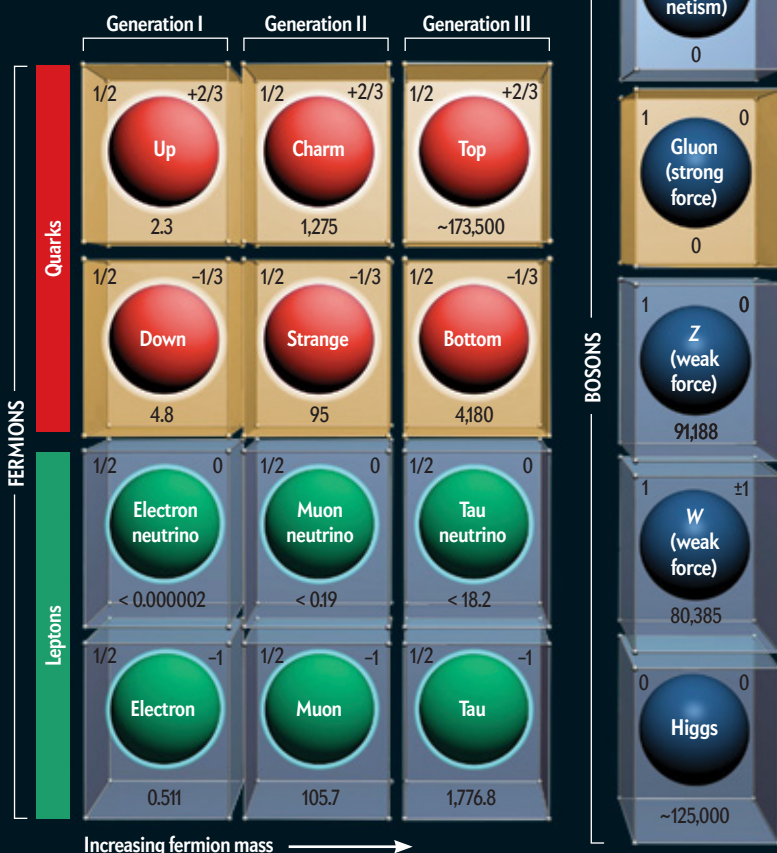 Generation I
Generation II
Generation III
FERMIONS
Quarks
1/2 +2/3
Up
2.3
1/2 +2/3
Charm
1,275
1/2 +2/3
Top
~173,500
1/2 –1/3
Down
4.8
1/2 –1/3
Strange
95
1/2 –1/3
Bottom
4,180
Leptons
1/2 0
Electron
neutrino
< 0.000002
1/2 0
Muon
neutrino
< 0.19
1/2 0
Tau
neutrino
< 18.2
1/2 –1
Electron
0.511
1/2 –1
Muon
105.7
1/2 –1
Tau
1,776.8
Increasing fermion mass
BOSONS
netism)
0
1 0
Gluon
(strong
force)
0
1 0
Z
(weak
force)
91,188
1 ±1
W
(weak
force)
80,385
0 0
Higgs
~125,000